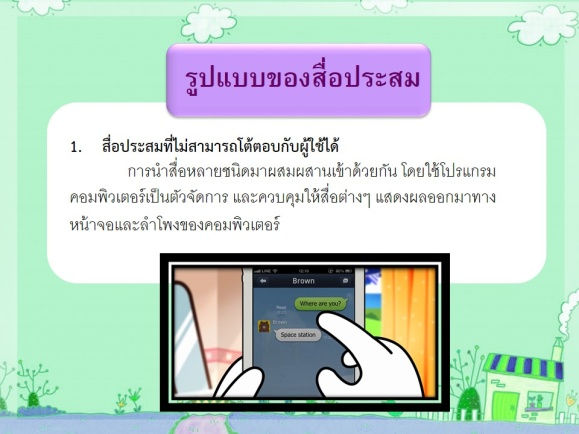 รูปแบบของสื่อประสม
1. สื่อประสมที่ไม่สามารถโต้ตอบกับผู้ใช้ได้
การนำสื่อหลายชนิดมาผสมผสานเข้าด้วยกัน โดยใช้โปรแกรม
คอมพิวเตอร์เป็นตัวจัดการ และควบคุมให้สื่อต่างๆ แสดงผลออกมาทาง
หน้าจอและลำโพงของคอมพิวเตอร์
LINE
Brown
Where are you?
Read
Brown
Space station